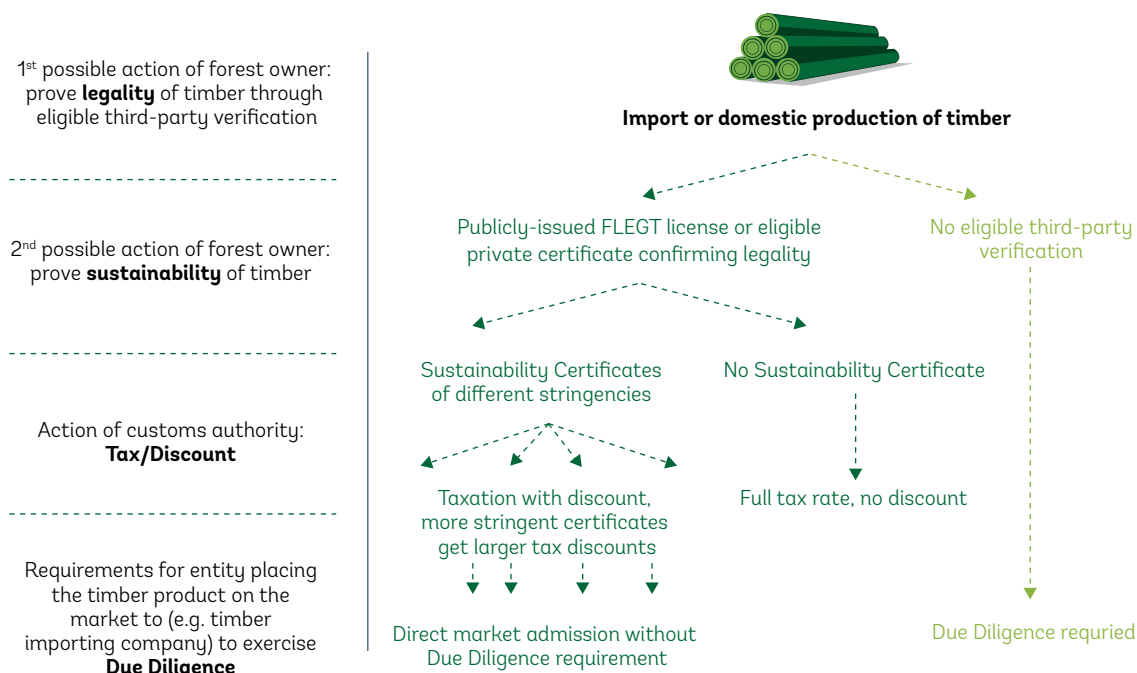 1st possible action of forest owner:
prove legality of timber through
eligible third-party verification
Import or domestic production of timber
2nd possible action of forest owner:
prove sustainability of timber
Publicly-issued FLEGT license or eligible
private certificate confirming legality
No eligible third-party
verification
Sustainability Certificates
of different stringencies
No Sustainability Certificate
Action of customs authority:
Tax/Discount
Taxation with discount,
more stringent certificates
get larger tax discounts
Full tax rate, no discount
Requirements for entity placing
the timber product on the
market to (e.g. timber
importing company) to exercise
Due Diligence
Direct market admission without
Due Diligence requirement
Due Diligence requried